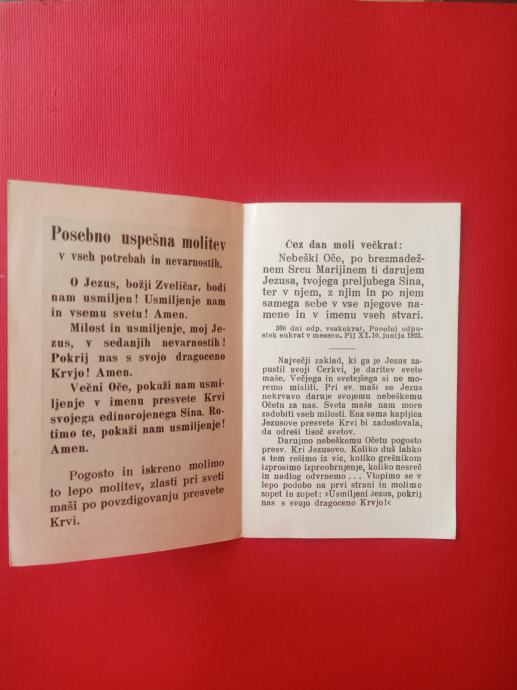 Posebno uspešna molitev
v vseh potrebah in nevarnostih.
O Jezus, božji Zveličar, bodi
nam usmiljen! Usmiljenje nam
in vsemu svetu! Amen.
Milost in usmiljenje, moj Je-
zus, v sedanjih nevarnostih!
Pokrij nas s svojo dragoceno
Krvjo! Amen.
Večni Oče, pokaži nam usmi-
ljenje v imenu presvete Krvi
svojega edinorojenega Sina. Ro-
timo te, pokaži nam usmiljenje!
Amen.
Pogosto in iskreno molimo
to lepo molitev, zlasti pri sveti
maši po povzdigovanju presvete
Krvi.
Čez dan moli večkrat:
Nebeški Oče, po brezmadež-
nem Srcu Marijinem ti darujem
Jezusa, tvojega preljubega Sina,
ter v njem, z njim in po njem
samega sebe v vse njegove na-
mene in v imenu vseh stvari.
300 dni odp. vsakokrat. Popolni odpu-
stek enkrat v mesecu. Pij XI. 10. junija 1923.
Največji zaklad, ki ga je Jezus za-
pustil svoji Cerkvi, je daritev svete
maše. Večjega in svetejšega si ne mo-
remo misliti. Pri sv. maši se Jezus
nekrvavo daruje svojemu nebeškemu
Očetu za nas. Sveta maša nam more
zadobiti vseh milosti. Ena sama kapljica
Jezusove presvete Krvi bi zadostovala,
da odreši tisoč svetov.
Darujmo nebeškemu Očetu pogosto
presv. Kri Jezusovo. Koliko duš lahko
s tem rešimo iz vic, koliko grešnikom
izprosimo izpreobrnjenje, koliko nesreč
in nadlog odvrnemo... Vtopimo se v
lepo podobo na prvi strani in molimo
zopet in zopet: »Usmiljeni Jezus, pokrij
nas s svojo dragoceno Krvjo!«